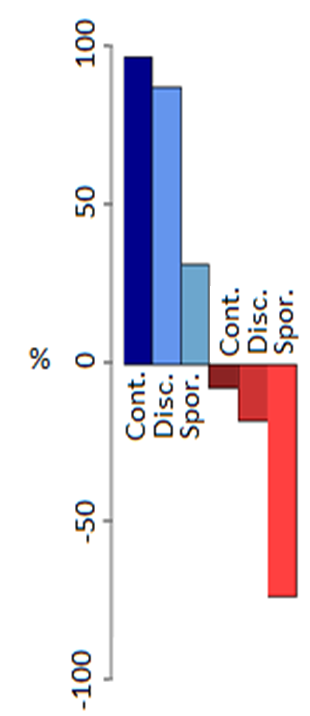 100
50
0
-50
-100
%
Cont.
Disc.
Spor.
Cont.
Disc.
Spor.